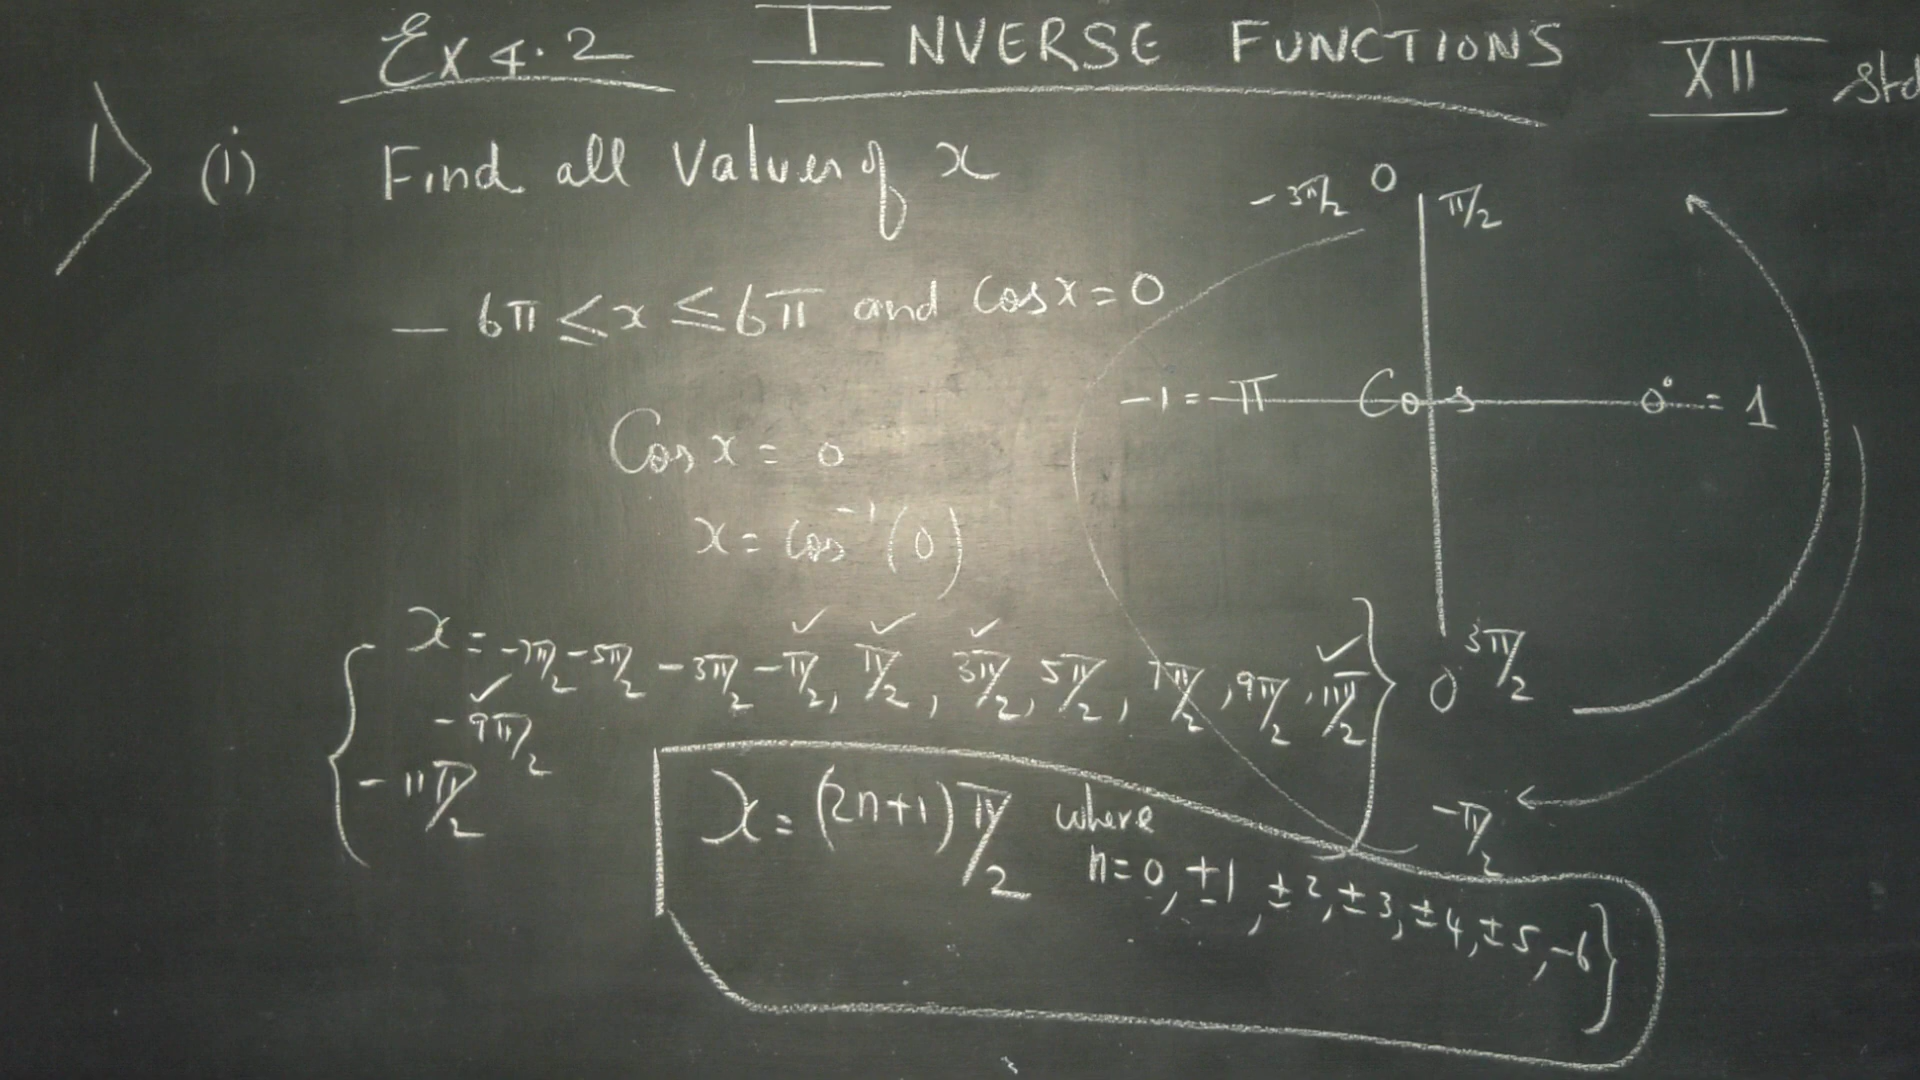 Ex 4.2 INVERSE FUNCTIONS XII Std
1) (i) Find all Values of x
- 6π ≤ x ≤ 6π and Cos x = 0
Cos x = 0
x = Cos⁻¹(0)
{ x = -7π/2 -5π/2 -3π/2 -π/2, π/2, 3π/2, 5π/2, 7π/2, 9π/2, 11π/2 }
-9π/2
-11π/2
x = (2n+1) π/2 where
n = 0, ±1, ±2, ±3, ±4, ±5, -6 }
-3π/2 0 π/2
-1 = π Cos 0° = 1
0 3π/2
-π/2